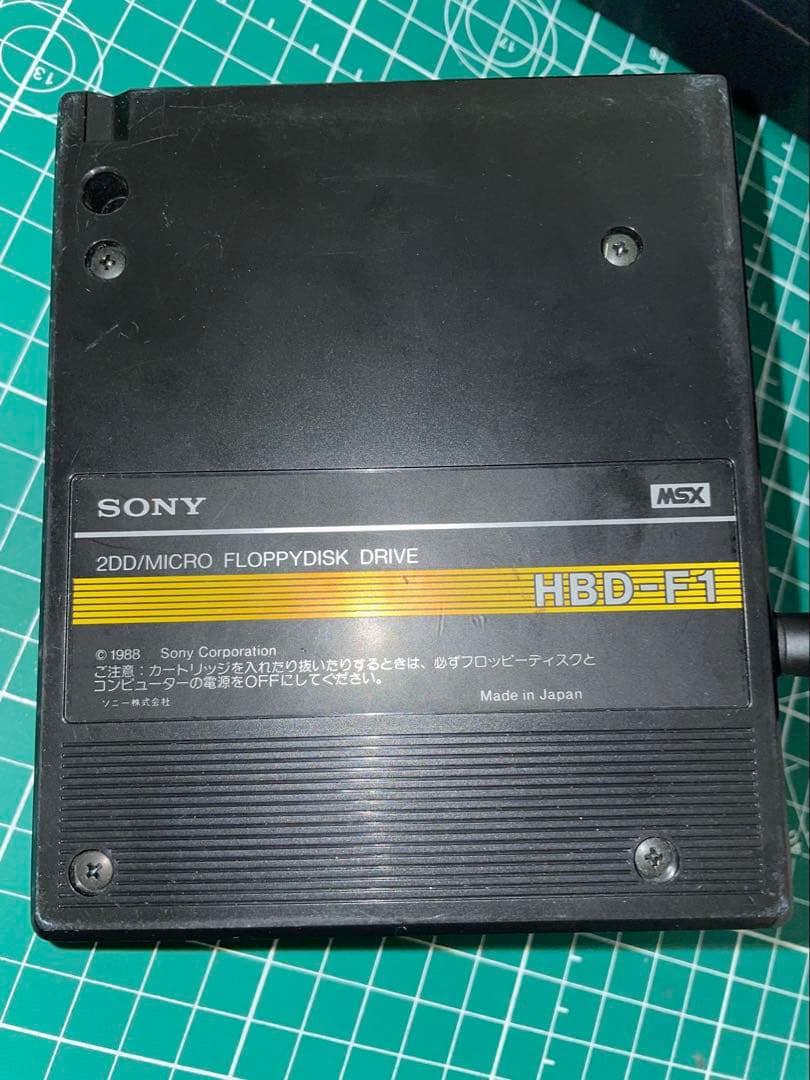 13
17
SONY
MSX
2DD/MICRO FLOPPYDISK DRIVE
HBD-F1
© 1988 Sony Corporation
ご注意：カートリッジを入れたり抜いたりするときは、必ずフロッピーディスクと
コンピューターの電源をOFFにしてください。
ソニー株式会社
Made in Japan